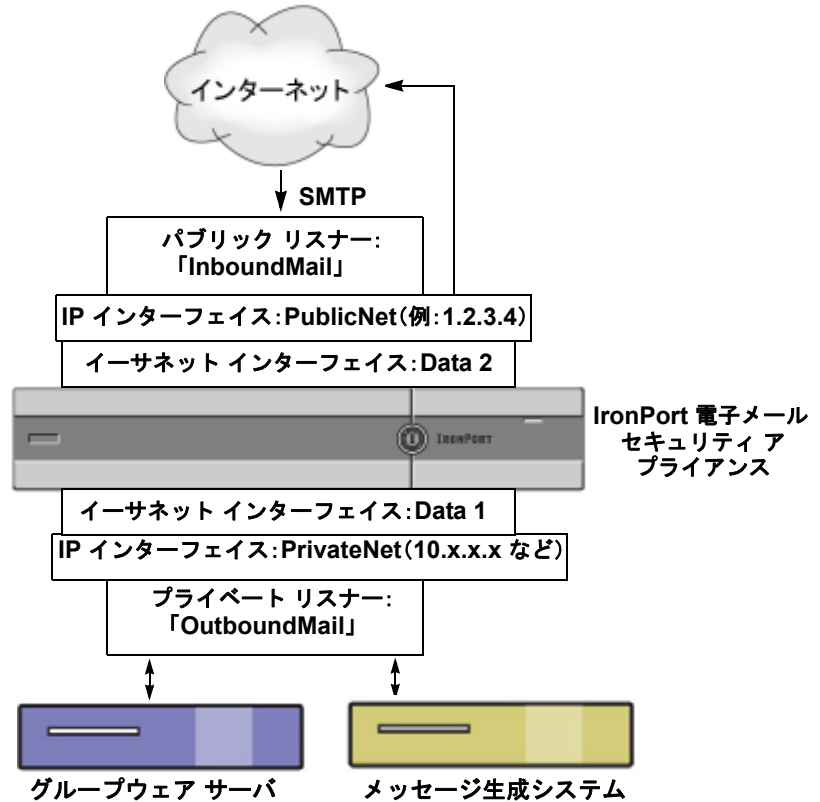 インターネット
SMTP
パブリック リスナー:
「InboundMail」
IP インターフェイス:PublicNet(例:1.2.3.4)
イーサネット インターフェイス:Data 2
IRONPORT
IronPort 電子メール
セキュリティ ア
プライアンス
イーサネット インターフェイス:Data 1
IP インターフェイス:PrivateNet(10.x.x.x など)
プライベート リスナー:
「OutboundMail」
グループウェア サーバ
メッセージ生成システム